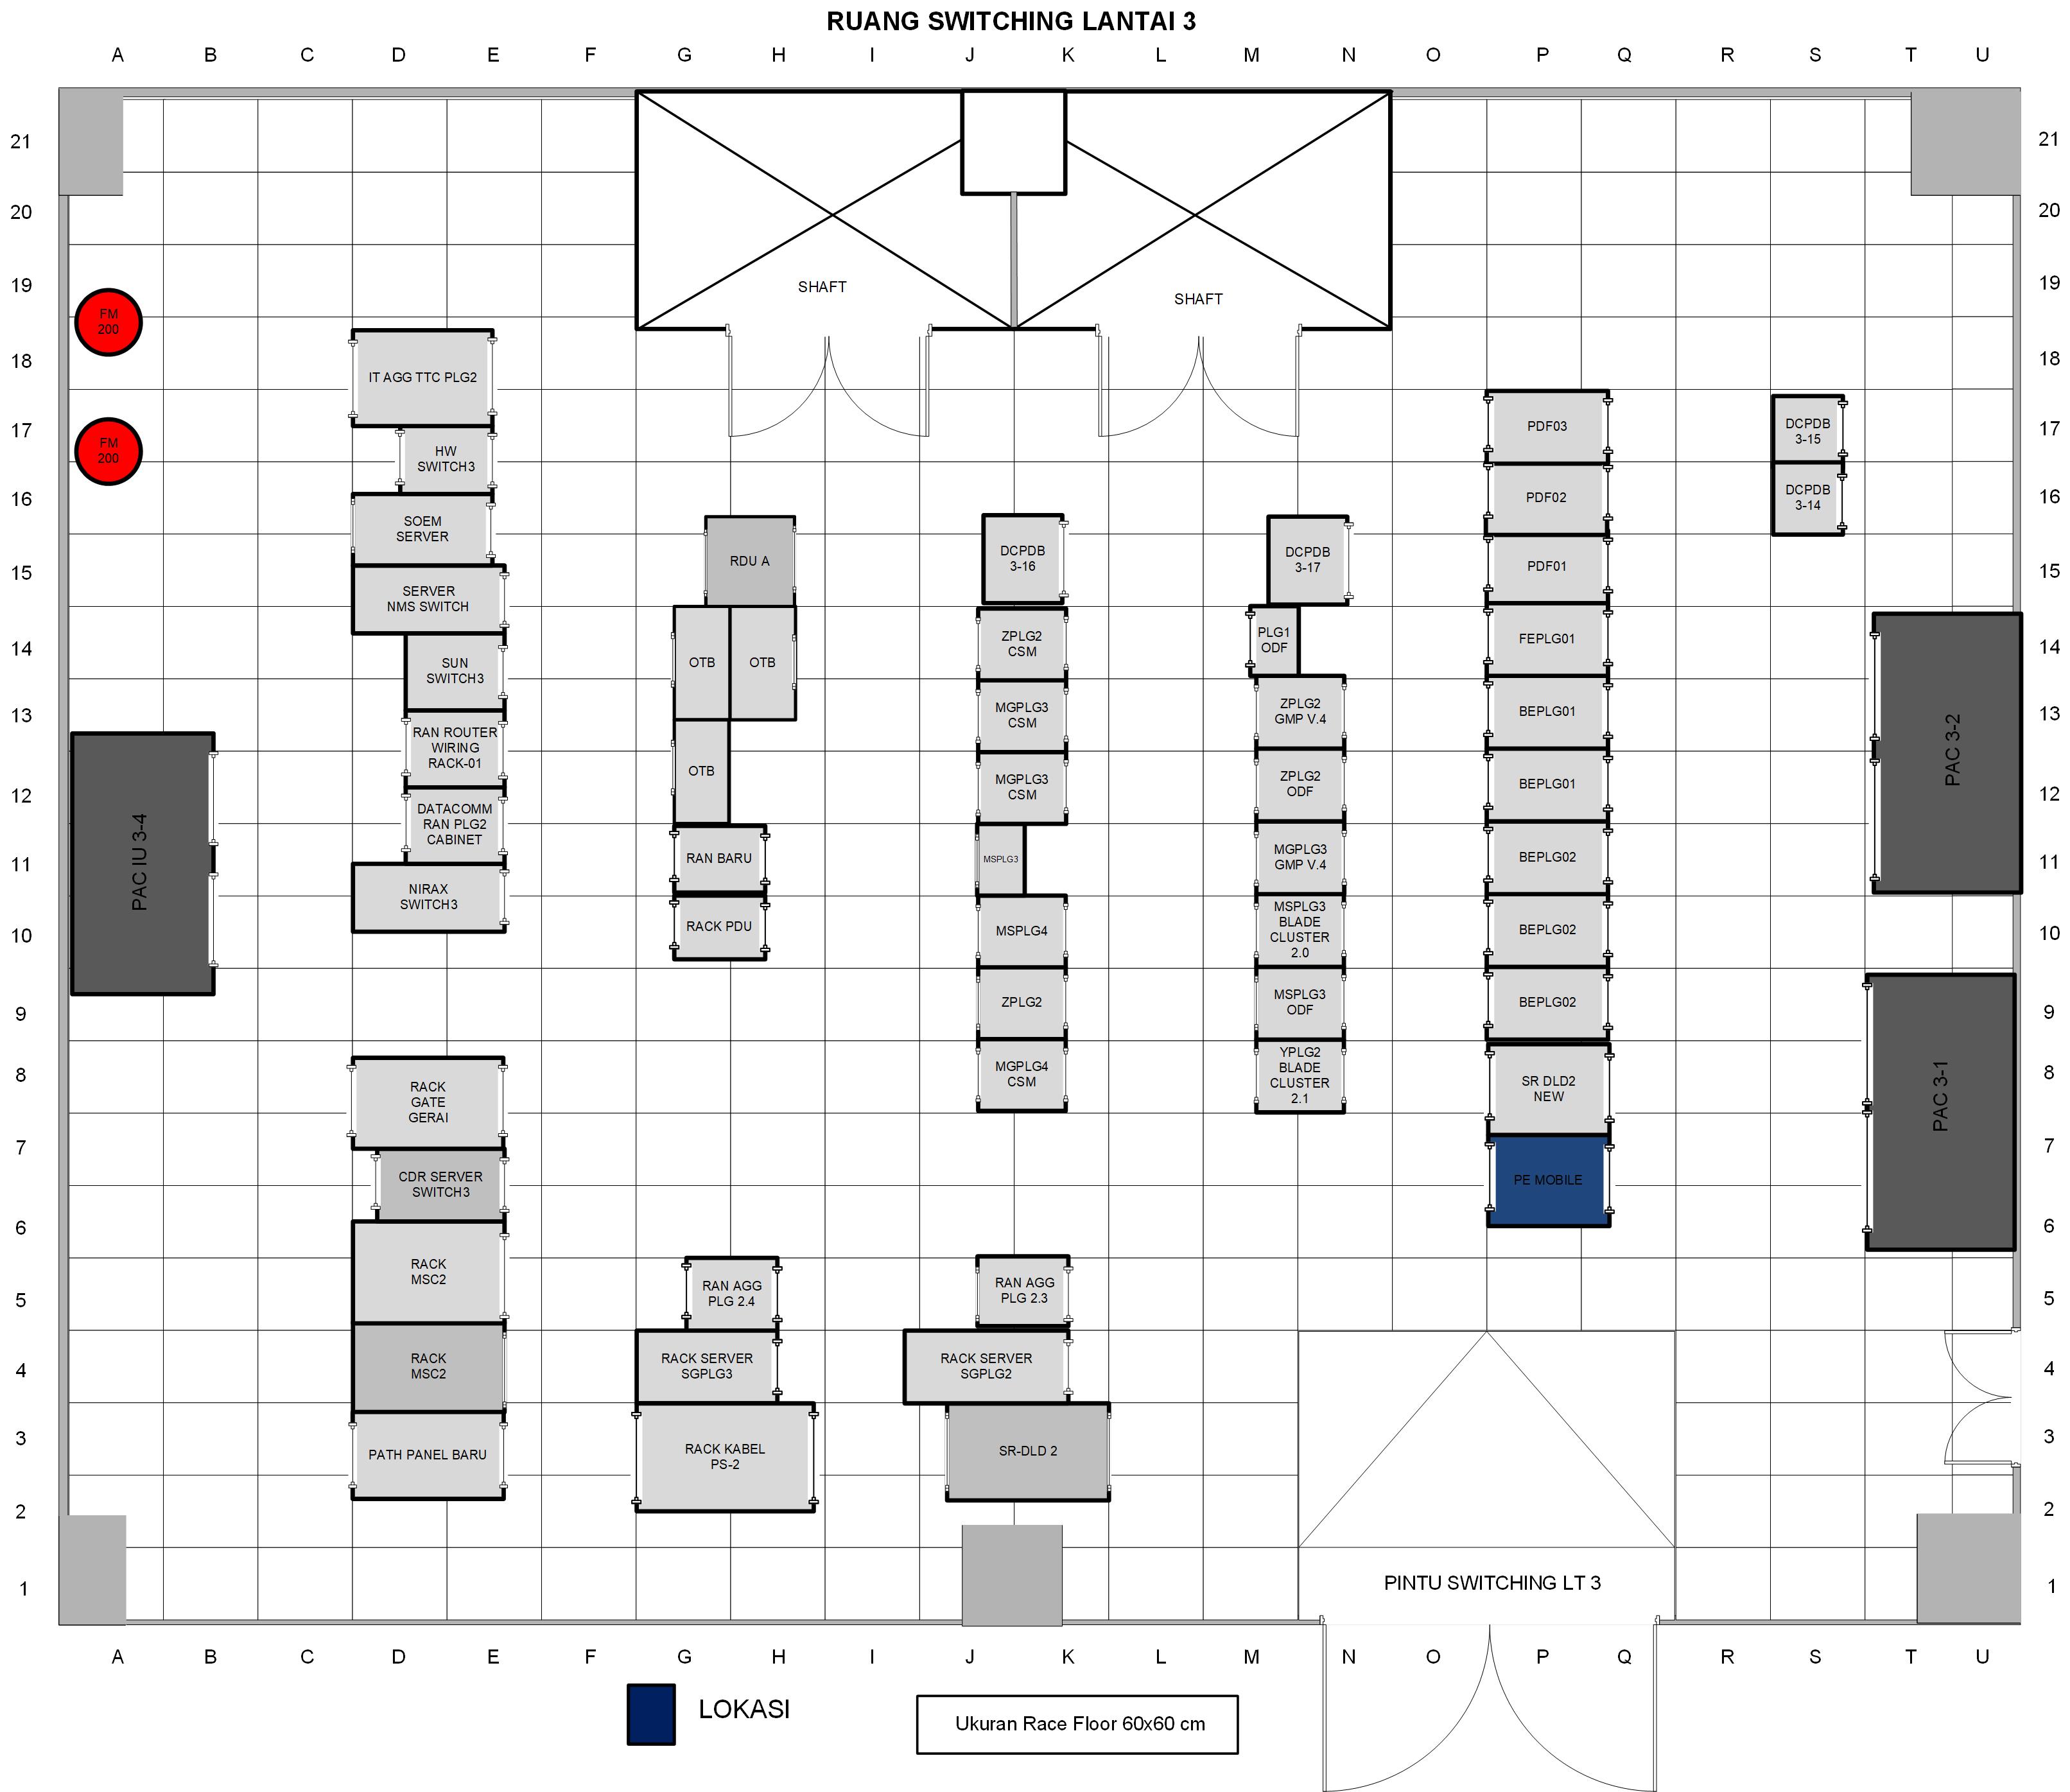 RUANG SWITCHING LANTAI 3
A B C D E F G H I J K L M N O P Q R S T U
21 21
20 20
19 19
18 18
17 17
16 16
15 15
14 14
13 13
12 12
11 11
10 10
9 9
8 8
7 7
6 6
5 5
4 4
3 3
2 2
1 1
SHAFT
SHAFT
FM
200
FM
200
PAC IU 3-4
IT AGG TTC PLG2
HW
SWITCH3
SOEM
SERVER
SERVER
NMS SWITCH
SUN
SWITCH3
RAN ROUTER
WIRING
RACK-01
DATACOMM
RAN PLG2
CABINET
NIRAX
SWITCH3
RACK
GATE
GERAI
CDR SERVER
SWITCH3
RACK
MSC2
RACK
MSC2
PATH PANEL BARU
RDU A
OTB
OTB
OTB
RAN BARU
RACK PDU
RAN AGG
PLG 2.4
RACK SERVER
SGPLG3
RACK KABEL
PS-2
DCPDB
3-16
ZPLG2
CSM
MGPLG3
CSM
MGPLG3
CSM
MSPLG3
MSPLG4
ZPLG2
MGPLG4
CSM
RAN AGG
PLG 2.3
RACK SERVER
SGPLG2
SR-DLD 2
DCPDB
3-17
PLG1
ODF
ZPLG2
GMP V.4
ZPLG2
ODF
MGPLG3
GMP V.4
MSPLG3
BLADE
CLUSTER
2.0
MSPLG3
ODF
YPLG2
BLADE
CLUSTER
2.1
PDF03
PDF02
PDF01
FEPLG01
BEPLG01
BEPLG01
BEPLG02
BEPLG02
BEPLG02
SR DLD2
NEW
PE MOBILE
DCPDB
3-15
DCPDB
3-14
PAC 3-2
PAC 3-1
PINTU SWITCHING LT 3
A B C D E F G H I J K L M N O P Q R S T U
LOKASI
Ukuran Race Floor 60x60 cm